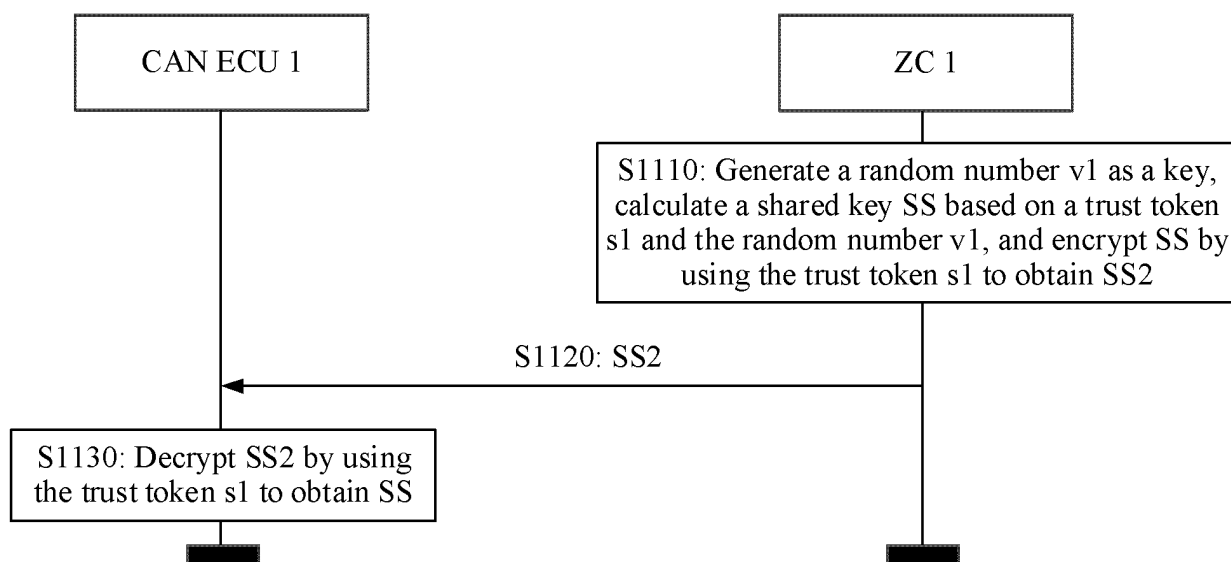 CAN ECU 1
ZC 1
S1110: Generate a random number v1 as a key,
calculate a shared key SS based on a trust token
s1 and the random number v1, and encrypt SS by
using the trust token s1 to obtain SS2
S1120: SS2
S1130: Decrypt SS2 by using
the trust token s1 to obtain SS